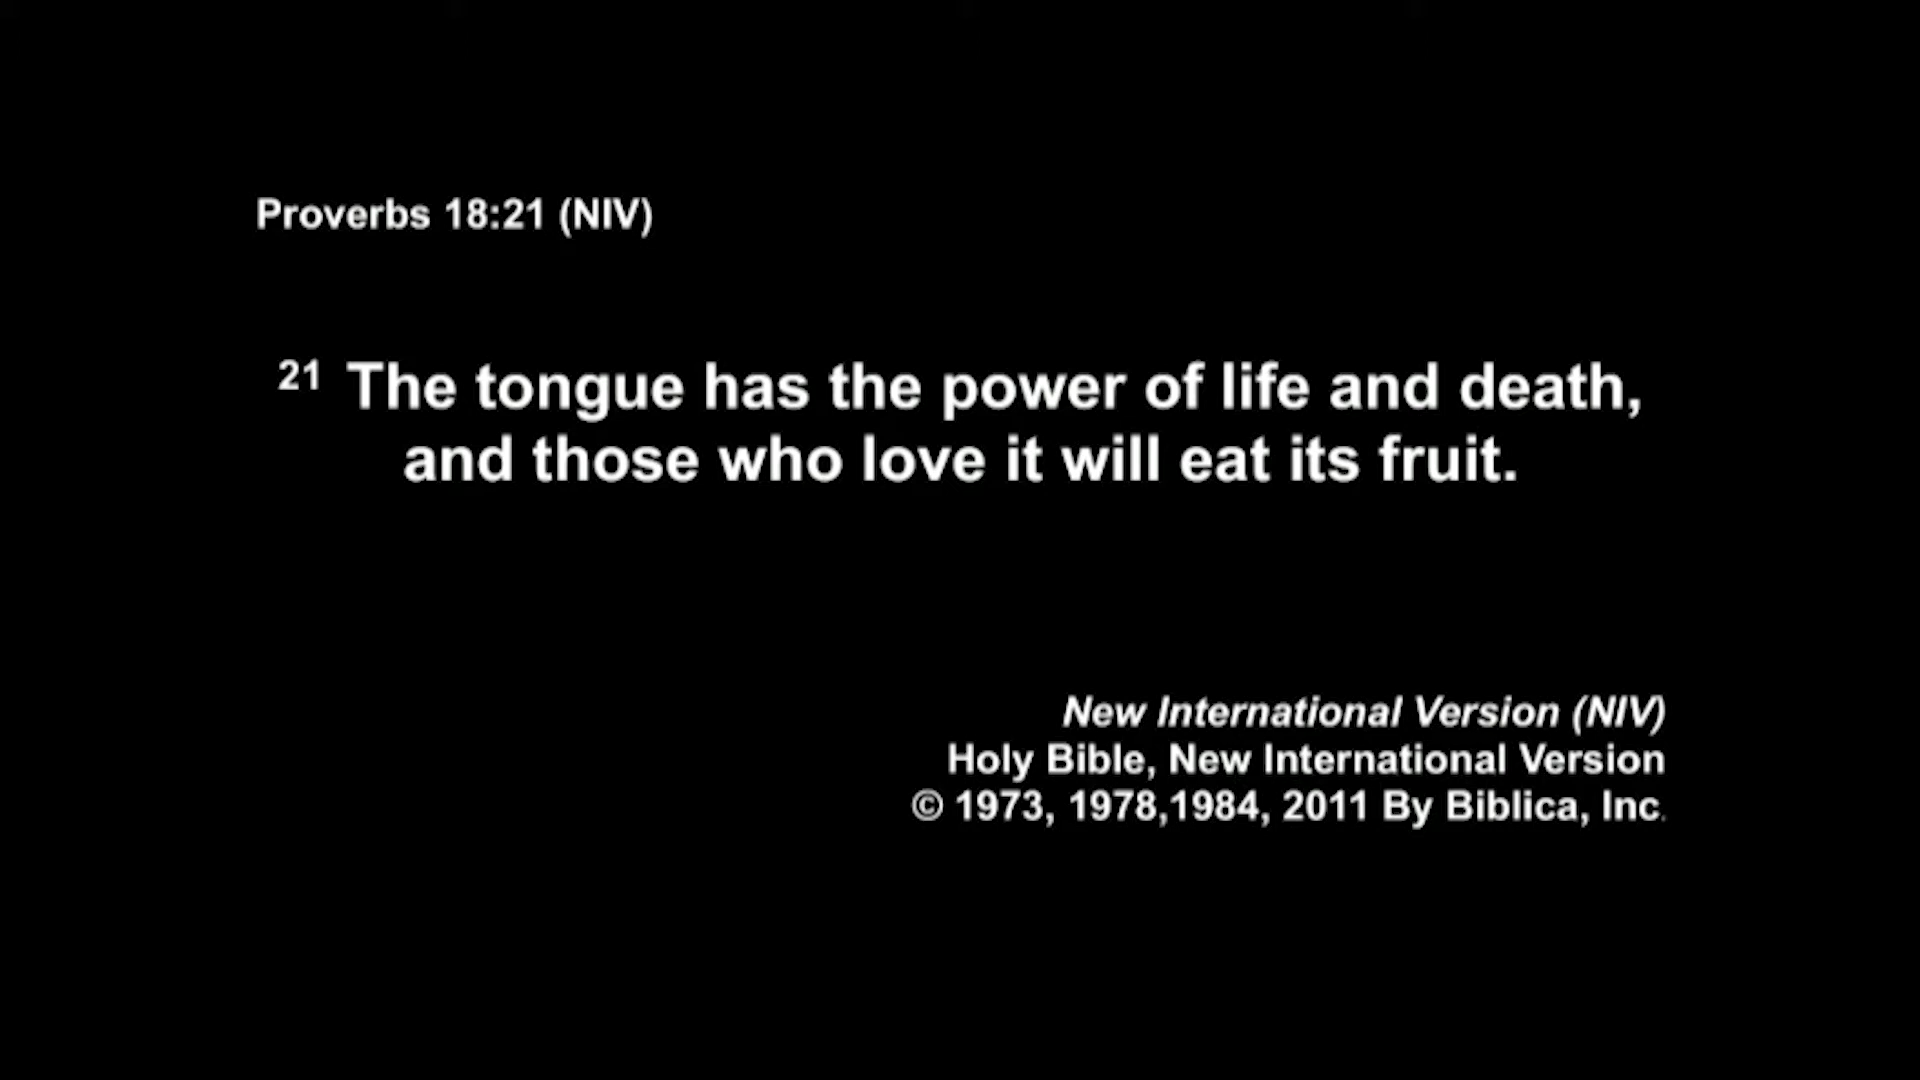 Proverbs 18:21 (NIV)
21 The tongue has the power of life and death,
and those who love it will eat its fruit.
New International Version (NIV)
Holy Bible, New International Version
© 1973, 1978,1984, 2011 By Biblica, Inc.